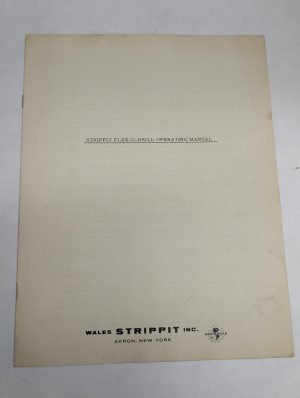 STRIPPIT FLEX-O-DRILL OPERATING MANUAL
WALES STRIPPIT INC.
AKRON, NEW YORK